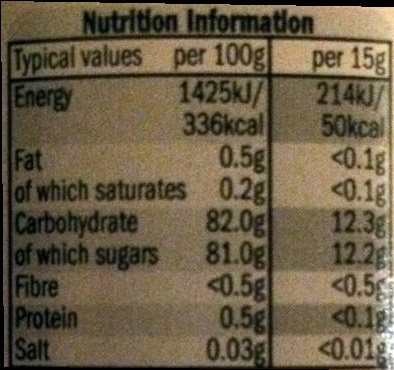 Nutrition Information
Typical values per 100g per 15g
Energy 1425kJ/ 214kJ/
336kcal 50kcal
Fat 0.5g <0.1g
of which saturates 0.2g <0.1g
Carbohydrate 82.0g 12.3g
of which sugars 81.0g 12.2g
Fibre <0.5g <0.5g
Protein 0.5g <0.1g
Salt 0.03g <0.01g